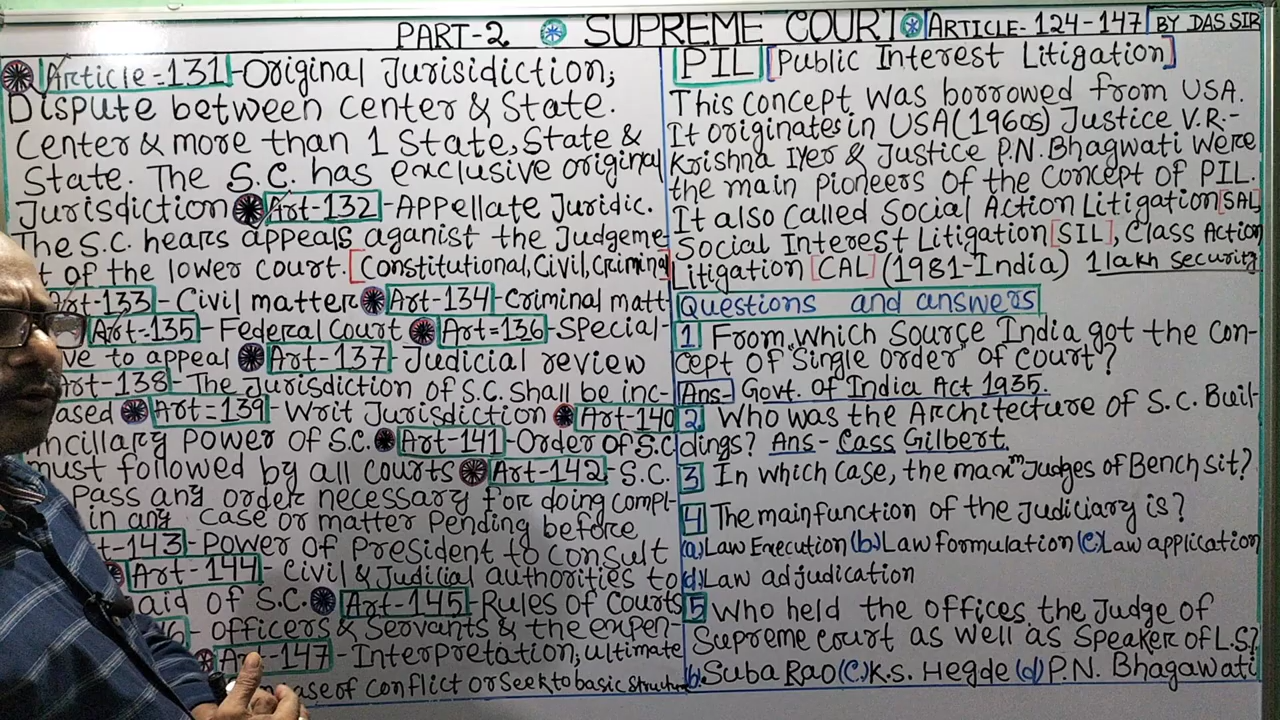 PART-2 SUPREME COURT ARTICLE-124-147 BY DAS SIR
Article=131-Original Jurisidiction;
Dispute between center & State.
Center & more than 1 State, State &
State. The S.C. has exclusive original
Jurisdiction Art-132-Appellate Juridic.
The S.C. hears appeals aganist the Judgeme
t of the lower court. [Constitutional, Civil, Criminal]
Art-133-Civil matter Art-134-Criminal matt
Art-135-Federal Court Art=136-Special-
ve to appeal Art-137-Judicial review
Art-138-The Jurisdiction of S.C. Shall be inc-
ased Art=139-Writ Jurisdiction Art-140
ncillary Power of S.C. Art-141-Order of S.C
must followed by all courts Art-142-S.C.
Pass any order necessary for doing compl-
in any case or matter Pending before
t-143-Power of President to consult
Art-144-Civil & Judicial authorities to
aid of S.C. Art-145-Rules of Courts
6-officers & Servants & the expen-
Art-147-Interpretation; ultimate
ase of conflict or Seek to basic structure
PIL [Public Interest Litigation]
This concept was borrowed from USA.
It originates in USA(1960s) Justice V.R.-
Krishna Iyer & Justice P.N. Bhagwati were
the main pioneers of the concept of PIL.
It also called Social Action Litigation[SAL]
Social Interest Litigation[SIL], Class Action
Litigation [CAL] (1981-India) 1 lakh security
Questions and answers
1 From which Source India got the con-
cept of "Single order" of court?
Ans- Govt. of India Act 1935.
2 Who was the Architecture of S.C. Buil-
dings? Ans- Cass Gilbert.
3 In which case, the maxm Judges of Bench sit?
4 The main function of the Judiciary is?
(a) Law Execution (b) Law formulation (c) Law application
(d) Law adjudication
5 Who held the offices the Judge of
Supreme court as well as Speaker of L.S?
(b) Suba Rao (C) K.S. Hegde (d) P.N. Bhagawati